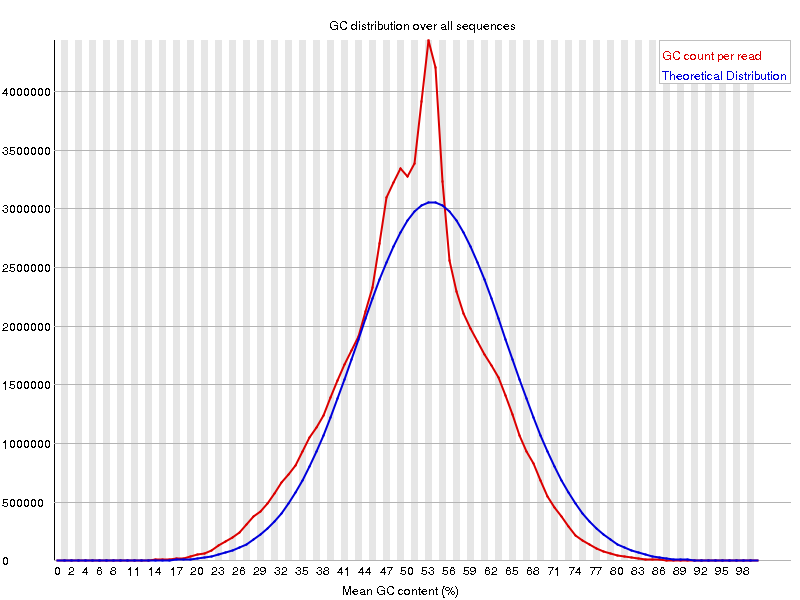 GC distribution over all sequences
GC count per read
Theoretical Distribution
4000000
3500000
3000000
2500000
2000000
1500000
1000000
500000
0
0 2 4 6 8 11 14 17 20 23 26 29 32 35 38 41 44 47 50 53 56 59 62 65 68 71 74 77 80 83 86 89 92 95 98
Mean GC content (%)